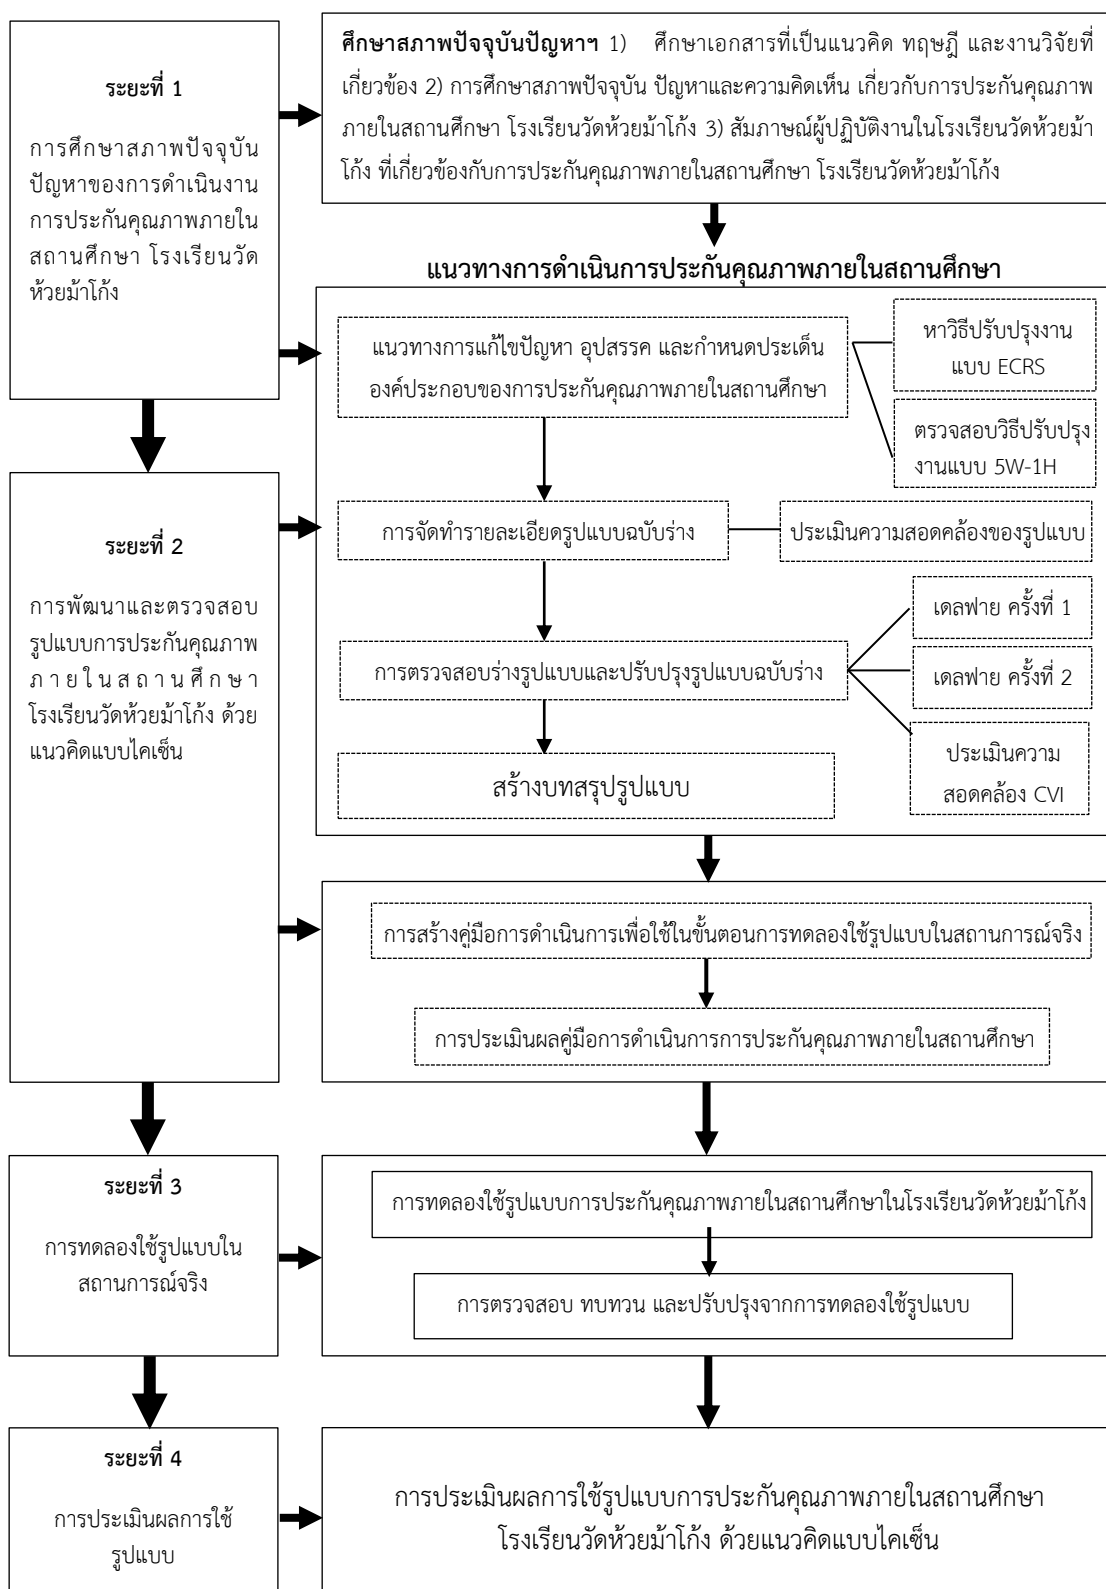 ระยะที่ 1
การศึกษาสภาพปัจจุบัน
ปัญหาของการดำเนินงาน
การประกันคุณภาพภายใน
สถานศึกษา โรงเรียนวัด
ห้วยม้าโก้ง
ศึกษาสภาพปัจจุบันปัญหาฯ 1) ศึกษาเอกสารที่เป็นแนวคิด ทฤษฎี และงานวิจัยที่
เกี่ยวข้อง 2) การศึกษาสภาพปัจจุบัน ปัญหาและความคิดเห็น เกี่ยวกับการประกันคุณภาพ
ภายในสถานศึกษา โรงเรียนวัดห้วยม้าโก้ง 3) สัมภาษณ์ผู้ปฏิบัติงานในโรงเรียนวัดห้วยม้า
โก้ง ที่เกี่ยวข้องกับการประกันคุณภาพภายในสถานศึกษา โรงเรียนวัดห้วยม้าโก้ง
แนวทางการดำเนินการประกันคุณภาพภายในสถานศึกษา
แนวทางการแก้ไขปัญหา อุปสรรค และกำหนดประเด็น
องค์ประกอบของการประกันคุณภาพภายในสถานศึกษา
หาวิธีปรับปรุงงาน
แบบ ECRS
ตรวจสอบวิธีปรับปรุง
งานแบบ 5W-1H
ระยะที่ 2
การพัฒนาและตรวจสอบ
รูปแบบการประกันคุณภาพ
ภายในสถานศึกษา
โรงเรียนวัดห้วยม้าโก้ง ด้วย
แนวคิดแบบไคเซ็น
การจัดทำรายละเอียดรูปแบบฉบับร่าง
ประเมินความสอดคล้องของรูปแบบ
การตรวจสอบร่างรูปแบบและปรับปรุงรูปแบบฉบับร่าง
เดลฟาย ครั้งที่ 1
เดลฟาย ครั้งที่ 2
ประเมินความ
สอดคล้อง CVI
สร้างบทสรุปรูปแบบ
การสร้างคู่มือการดำเนินการเพื่อใช้ในขั้นตอนการทดลองใช้รูปแบบในสถานการณ์จริง
การประเมินผลคู่มือการดำเนินการการประกันคุณภาพภายในสถานศึกษา
ระยะที่ 3
การทดลองใช้รูปแบบใน
สถานการณ์จริง
การทดลองใช้รูปแบบการประกันคุณภาพภายในสถานศึกษาในโรงเรียนวัดห้วยม้าโก้ง
การตรวจสอบ ทบทวน และปรับปรุงจากการทดลองใช้รูปแบบ
ระยะที่ 4
การประเมินผลการใช้
รูปแบบ
การประเมินผลการใช้รูปแบบการประกันคุณภาพภายในสถานศึกษา
โรงเรียนวัดห้วยม้าโก้ง ด้วยแนวคิดแบบไคเซ็น